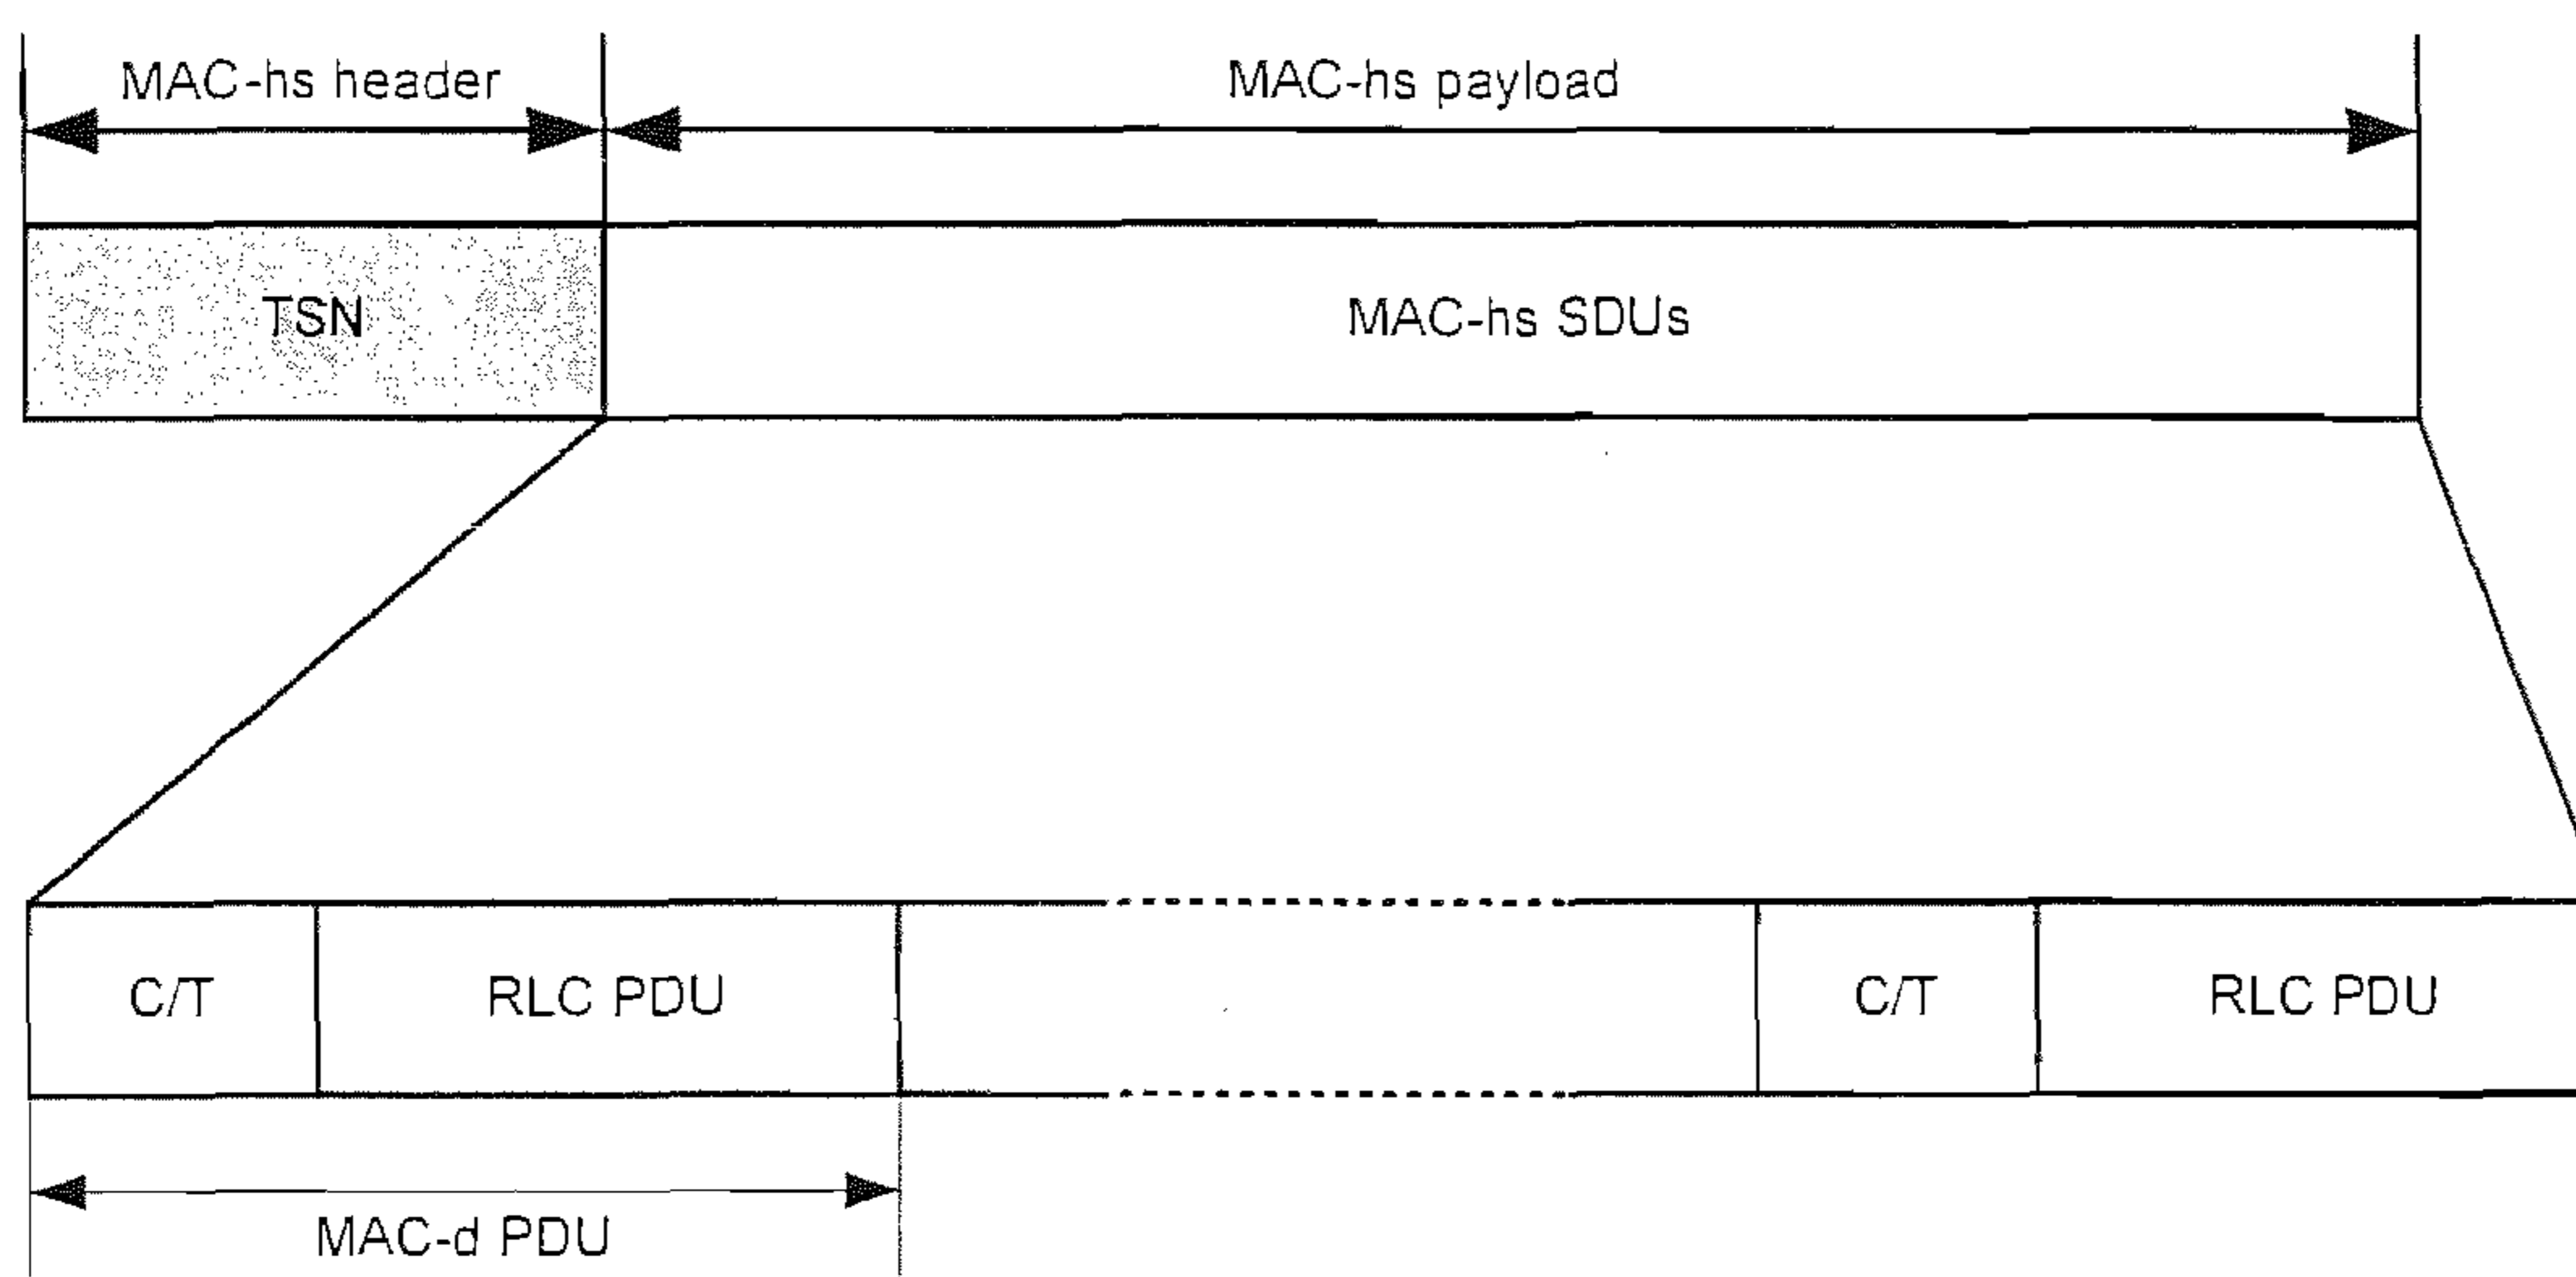 MAC-hs header
MAC-hs payload
TSN
MAC-hs SDUs
C/T
RLC PDU
C/T
RLC PDU
MAC-d PDU